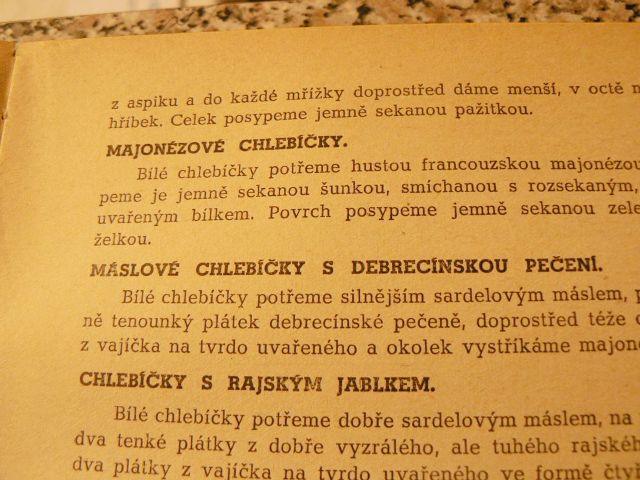 z aspiku a do každé mřížky doprostřed dáme menší, v octě
hříbek. Celek posypeme jemně sekanou pažitkou.
MAJONÉZOVÉ CHLEBÍČKY.
Bílé chlebíčky potřeme hustou francouzskou majonézou
peme je jemně sekanou šunkou, smíchanou s rozsekaným,
uvařeným bílkem. Povrch posypeme jemně sekanou zele
želkou.
MÁSLOVÉ CHLEBÍČKY S DEBRECÍNSKOU PEČENÍ.
Bílé chlebíčky potřeme silnějším sardelovým máslem,
ně tenounký plátek debrecínské pečeně, doprostřed téže
z vajíčka na tvrdo uvařeného a okolek vystříkáme majoné
CHLEBÍČKY S RAJSKÝM JABLKEM.
Bílé chlebíčky potřeme dobře sardelovým máslem, na
dva tenké plátky z dobře vyzrálého, ale tuhého rajské
dva plátky z vajíčka na tvrdo uvařeného ve formě čtyř